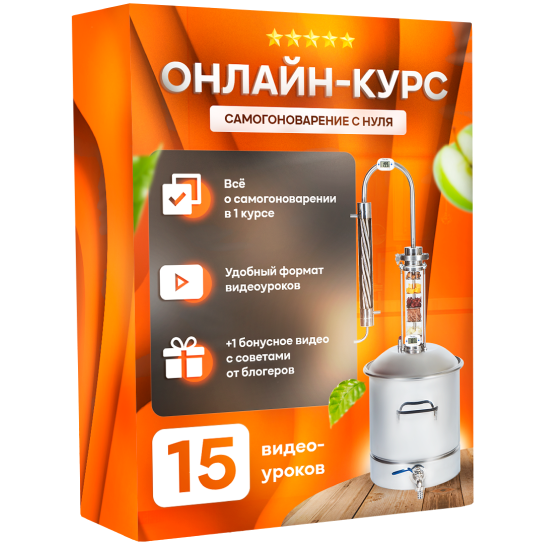 ОНЛАЙН-КУРС
САМОГОНОВАРЕНИЕ С НУЛЯ
Всё
о самогоноварении
в 1 курсе
Удобный формат
видеоуроков
+1 бонусное видео
с советами
от блогеров
15
видео-
уроков